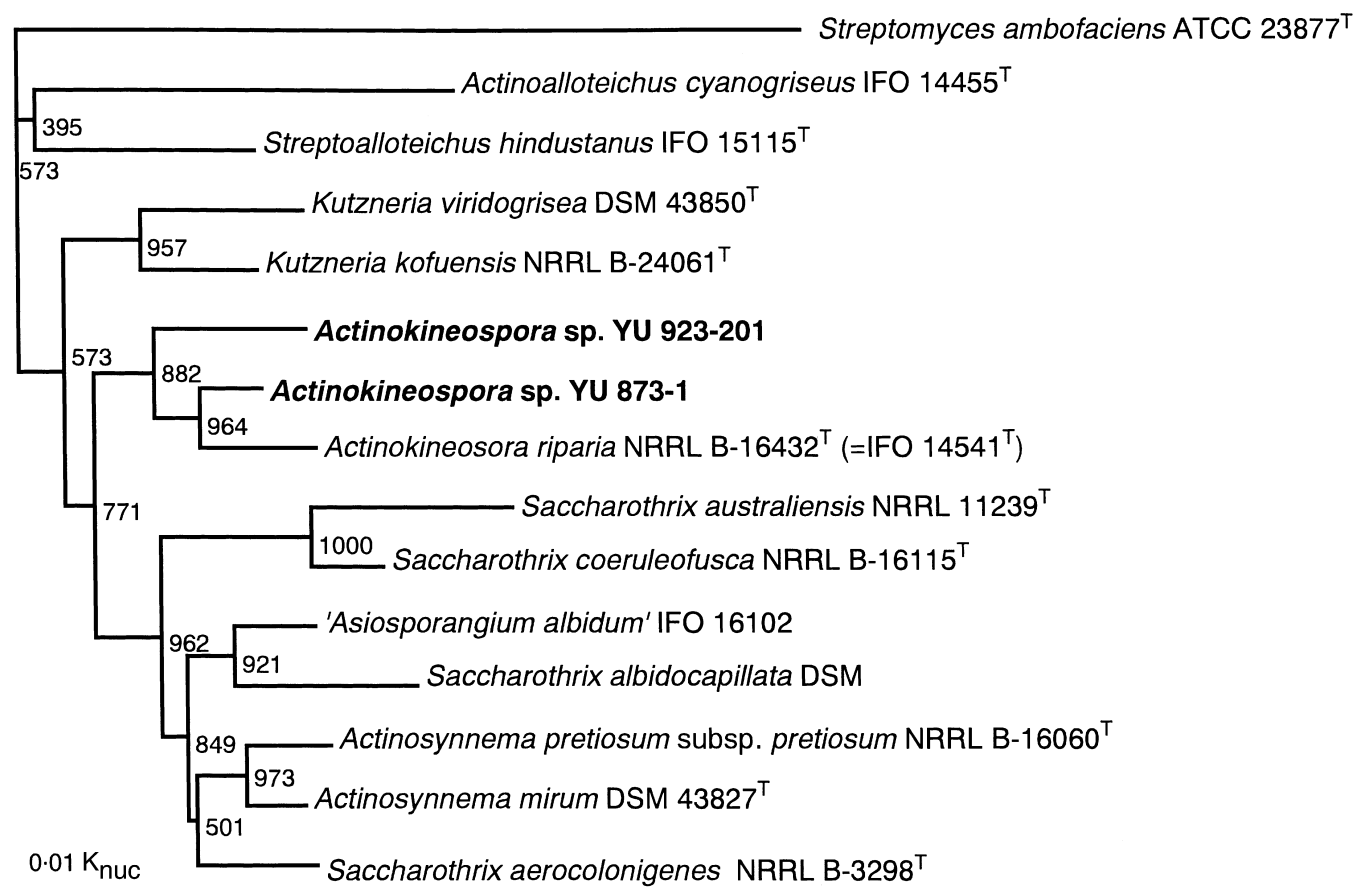 Streptomyces ambofaciens ATCC 23877T
Actinoalloteichus cyanogriseus IFO 14455T
395
Streptoalloteichus hindustanus IFO 15115T
573
Kutzneria viridogrisea DSM 43850T
957
Kutzneria kofuensis NRRL B-24061T
Actinokineospora sp. YU 923-201
573
882
Actinokineospora sp. YU 873-1
964
Actinokineosora riparia NRRL B-16432T (=IFO 14541T)
Saccharothrix australiensis NRRL 11239T
771
1000
Saccharothrix coeruleofusca NRRL B-16115T
'Asiosporangium albidum' IFO 16102
962
921
Saccharothrix albidocapillata DSM
Actinosynnema pretiosum subsp. pretiosum NRRL B-16060T
849
973
Actinosynnema mirum DSM 43827T
501
0·01 Knuc
Saccharothrix aerocolonigenes NRRL B-3298T